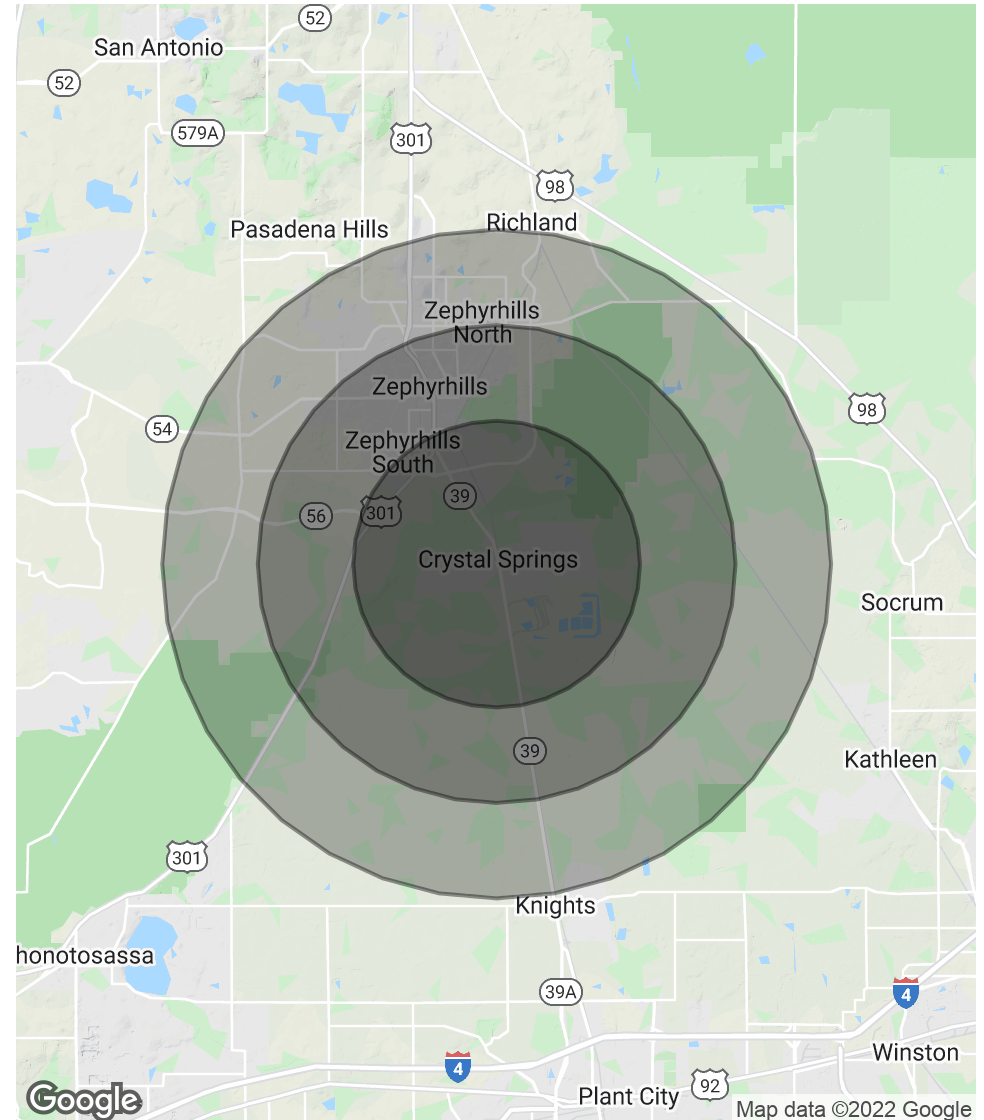 52
San Antonio
52
579A
301
98
Richland
Pasadena Hills
Zephyrhills
North
Zephyrhills
98
54
Zephyrhills
South
39
301
56
Crystal Springs
Socrum
39
Kathleen
301
Knights
honotosassa
39A
4
4
Winston
92
Plant City
Google
Map data ©2022 Google